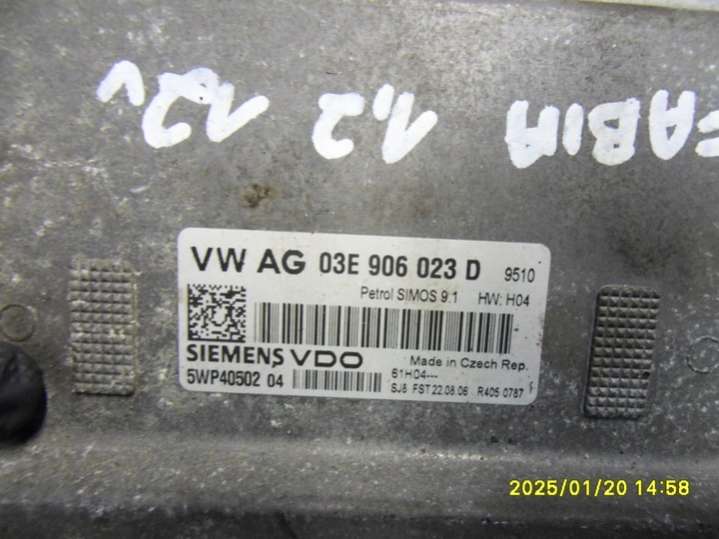 FABIA 1,2 12v
VW AG 03E 906 023 D 9510
Petrol SIMOS 9.1 HW: H04
SIEMENS VDO Made in Czech Rep.
5WP40502 04 61H04---
SJ8 FST 22.08.06 R405 0787
2025/01/20 14:58